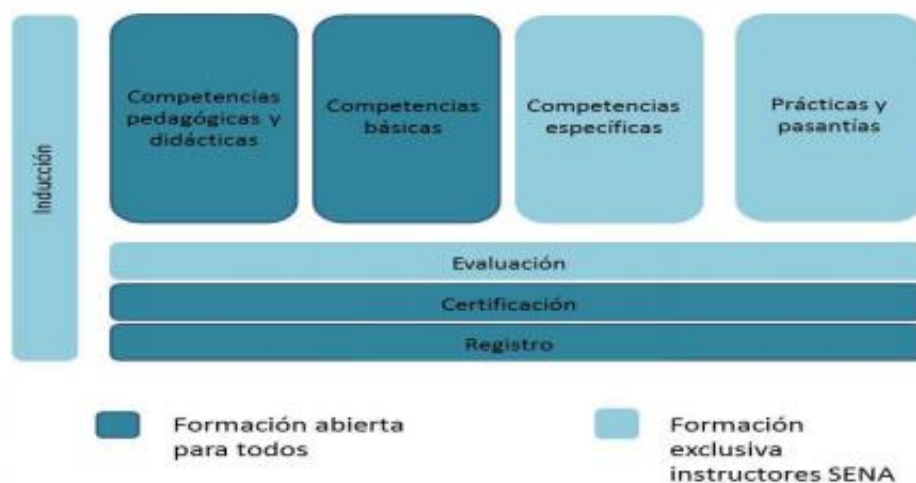 Inducción
Competencias
pedagógicas y
didácticas
Competencias
básicas
Competencias
específicas
Prácticas y
pasantías
Evaluación
Certificación
Registro
Formación abierta
para todos
Formación
exclusiva
instructores SENA